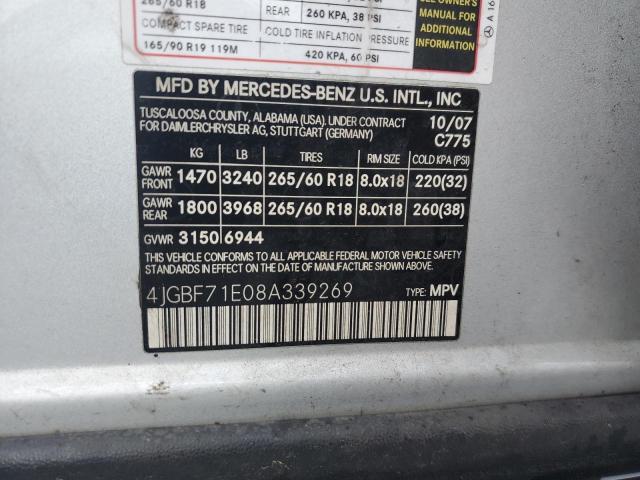 265/60 R18
REAR 260 KPA, 38 PSI
COMPACT SPARE TIRE COLD TIRE INFLATION PRESSURE
165/90 R19 119M 420 KPA, 60 PSI
SEE OWNER'S
MANUAL FOR
ADDITIONAL
INFORMATION
A 16
MFD BY MERCEDES-BENZ U.S. INTL., INC
TUSCALOOSA COUNTY, ALABAMA (USA). UNDER CONTRACT 10/07
FOR DAIMLERCHRYSLER AG, STUTTGART (GERMANY) C775
KG LB TIRES RIM SIZE COLD KPA (PSI)
GAWR FRONT 1470 3240 265/60 R18 8.0x18 220(32)
GAWR REAR 1800 3968 265/60 R18 8.0x18 260(38)
GVWR 3150 6944
THIS VEHICLE CONFORMS TO ALL APPLICABLE FEDERAL MOTOR VEHICLE SAFETY
STANDARDS IN EFFECT ON THE DATE OF MANUFACTURE SHOWN ABOVE.
4JGBF71E08A339269 TYPE: MPV